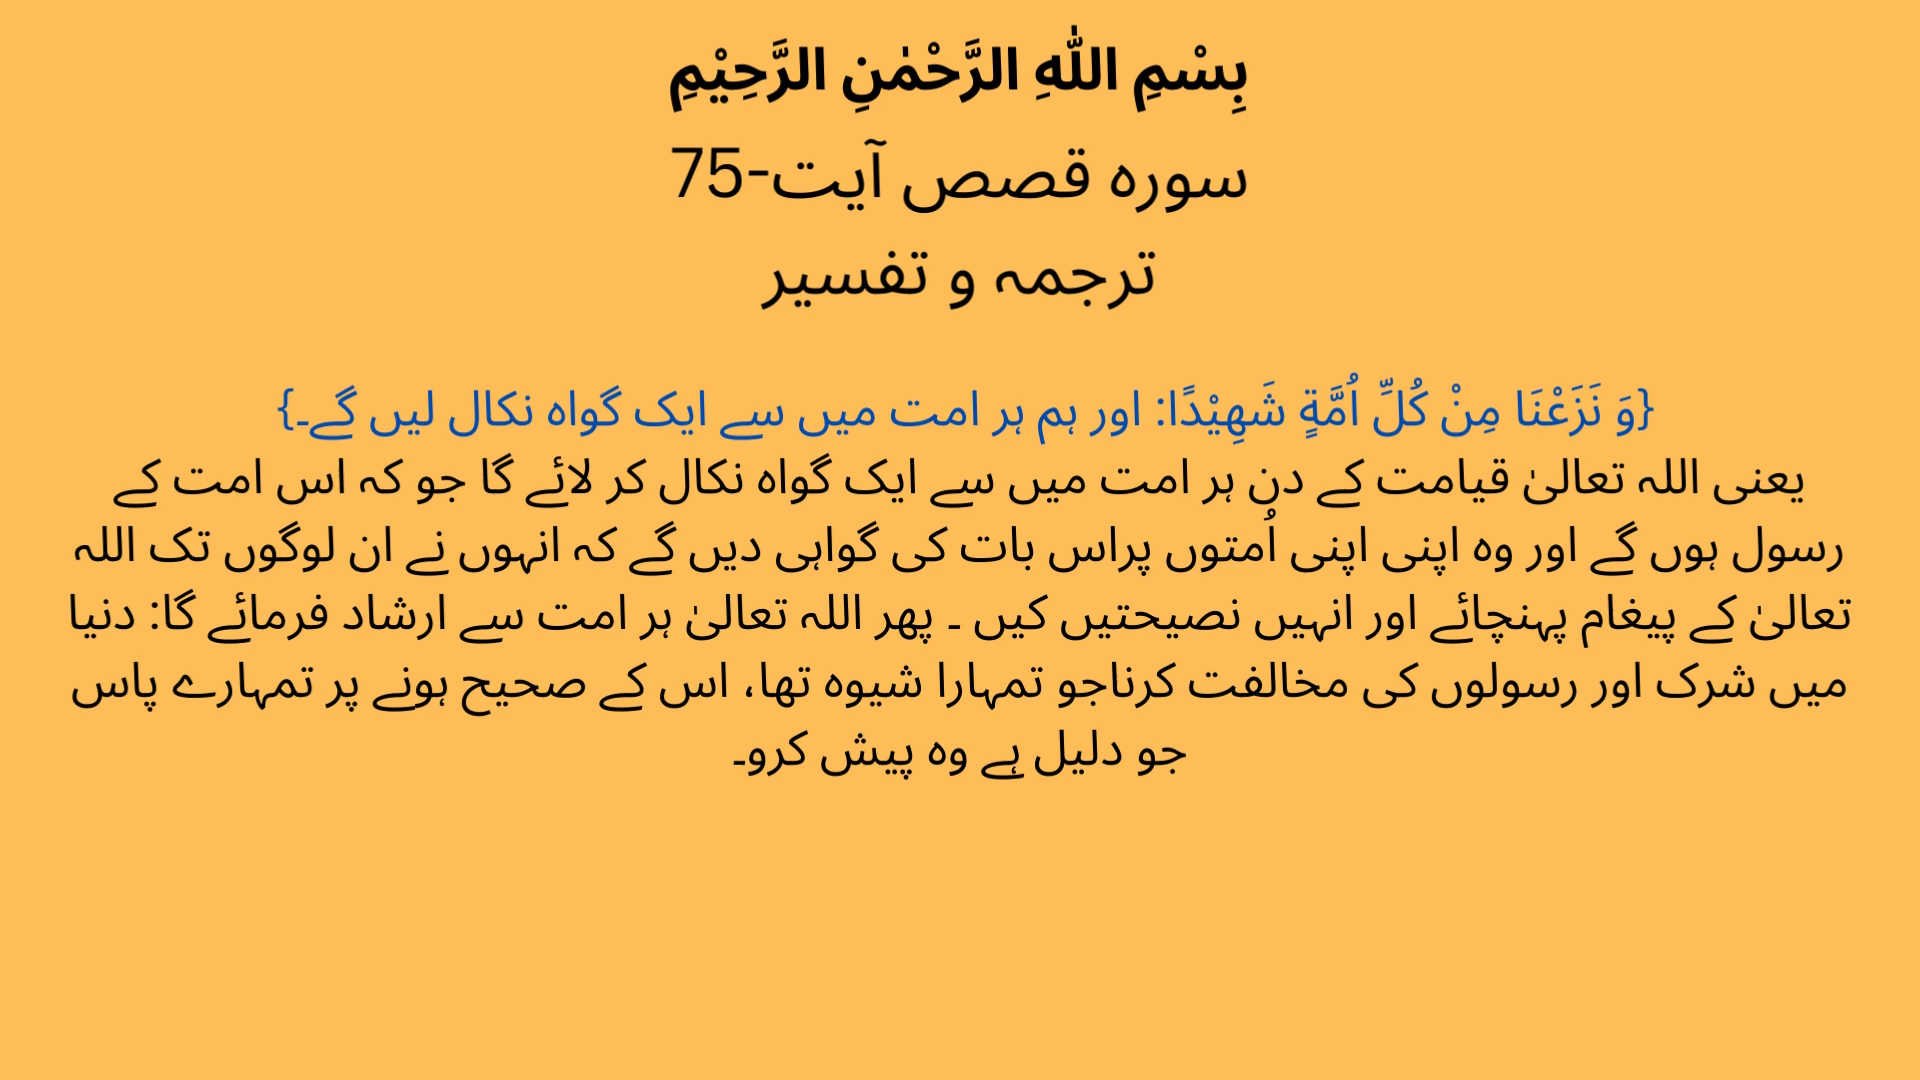 بِسْمِ اللّٰهِ الرَّحْمٰنِ الرَّحِیْمِ
سورہ قصص آیت-75
ترجمہ و تفسیر
{وَ نَزَعْنَا مِنْ كُلِّ اُمَّةٍ شَهِیْدًا: اور ہم ہر امت میں سے ایک گواہ نکال لیں گے۔}
یعنی اللہ تعالیٰ قیامت کے دن ہر امت میں سے ایک گواہ نکال کر لائے گا جو کہ اس امت کے
رسول ہوں گے اور وہ اپنی اپنی اُمتوں پراس بات کی گواہی دیں گے کہ انہوں نے ان لوگوں تک اللہ
تعالیٰ کے پیغام پہنچائے اور انہیں نصیحتیں کیں ۔ پھر اللہ تعالیٰ ہر امت سے ارشاد فرمائے گا: دنیا
میں شرک اور رسولوں کی مخالفت کرناجو تمہارا شیوہ تھا، اس کے صحیح ہونے پر تمہارے پاس
جو دلیل ہے وہ پیش کرو۔